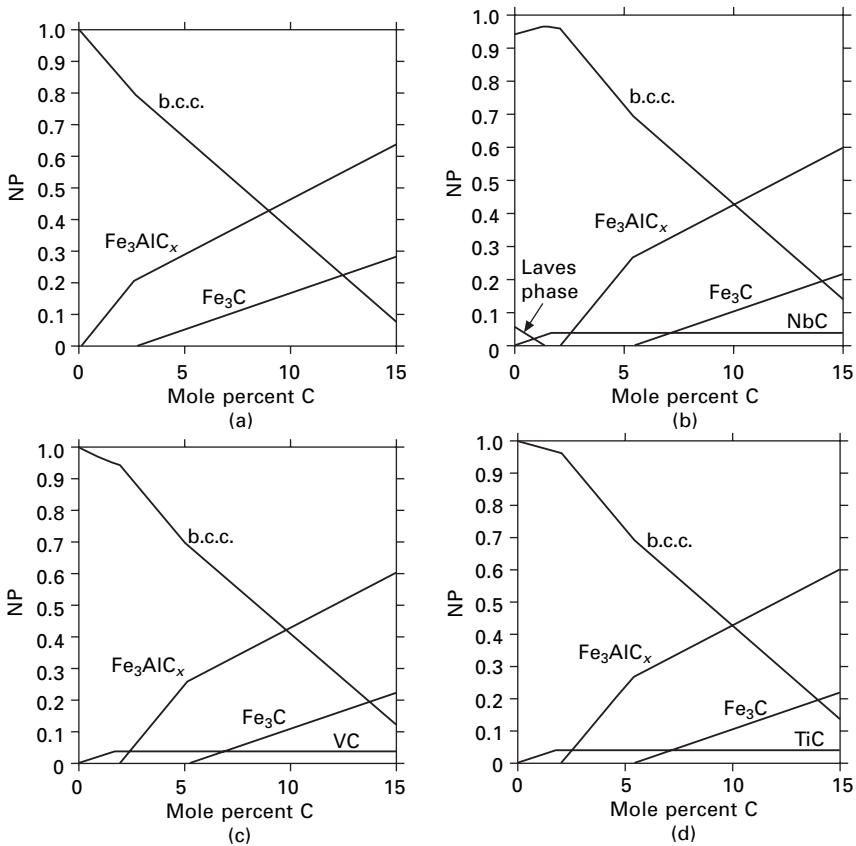 1.0
0.9
0.8
0.7
0.6
0.5
0.4
0.3
0.2
0.1
0
NP
b.c.c.
Fe₃AlCₓ
Fe₃C
0 5 10 15
Mole percent C
(a)
1.0
0.9
0.8
0.7
0.6
0.5
0.4
0.3
0.2
0.1
0
NP
b.c.c.
Fe₃AlCₓ
Laves
phase
Fe₃C
NbC
0 5 10 15
Mole percent C
(b)
1.0
0.9
0.8
0.7
0.6
0.5
0.4
0.3
0.2
0.1
0
NP
b.c.c.
Fe₃AlCₓ
Fe₃C
VC
0 5 10 15
Mole percent C
(c)
1.0
0.9
0.8
0.7
0.6
0.5
0.4
0.3
0.2
0.1
0
NP
b.c.c.
Fe₃AlCₓ
Fe₃C
TiC
0 5 10 15
Mole percent C
(d)